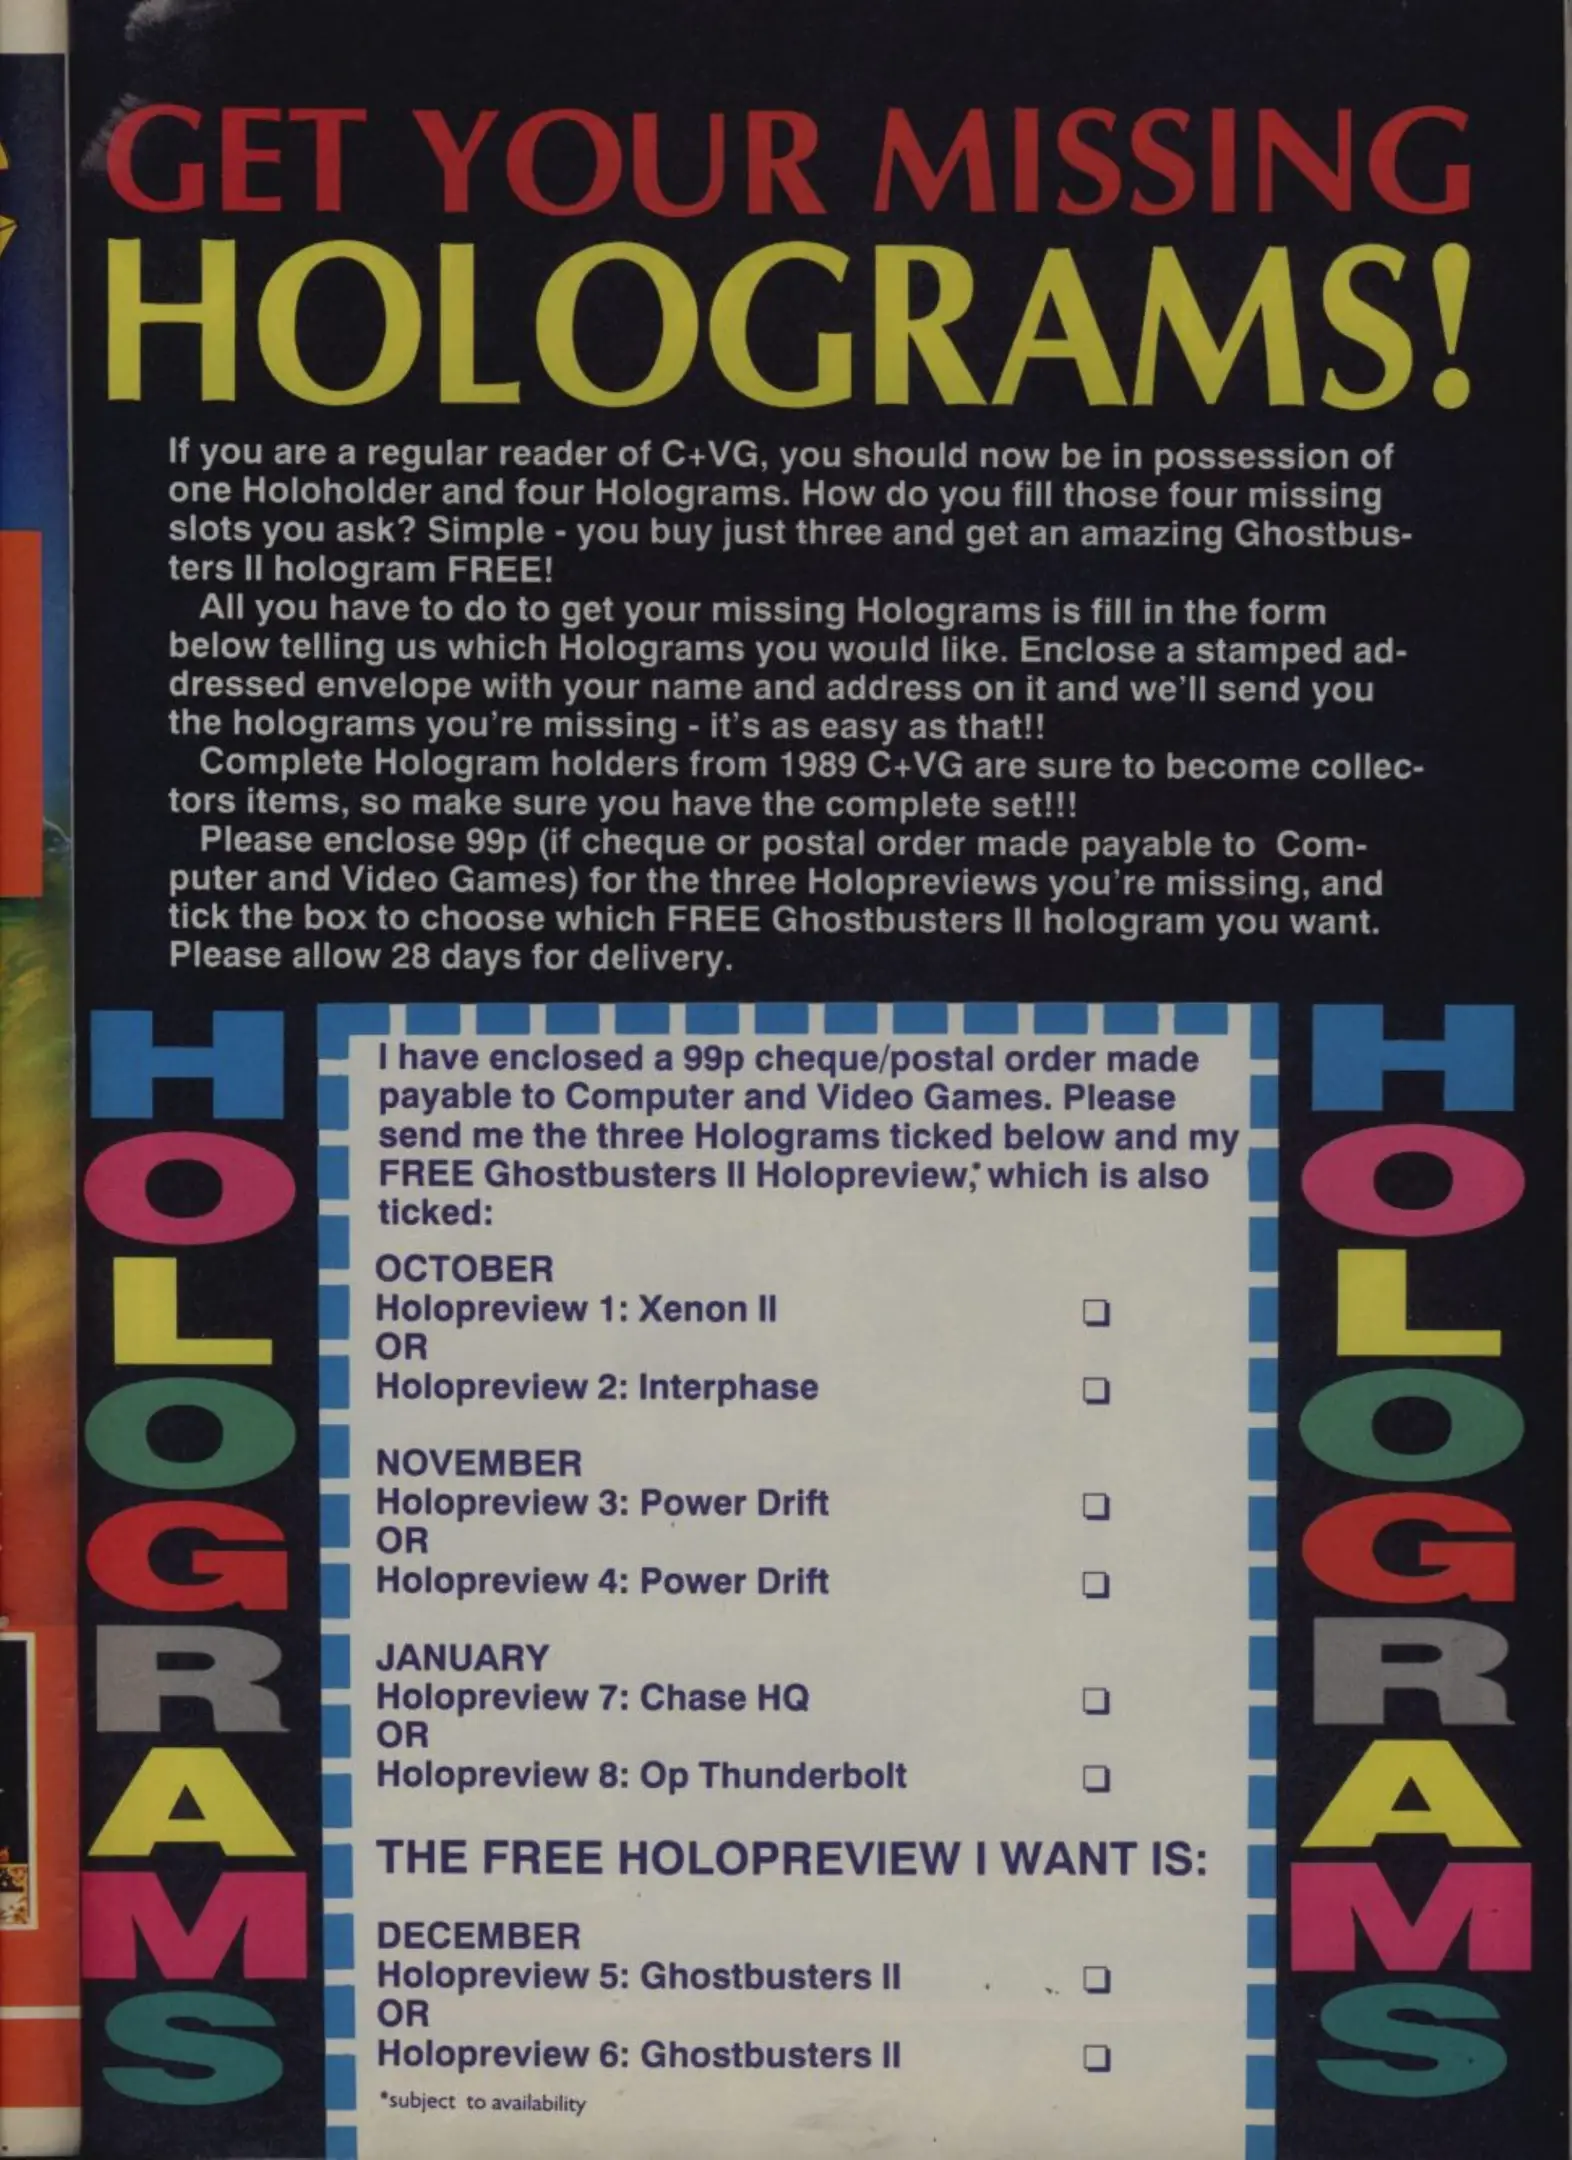 GET YOUR MISSING
HOLOGRAMS!
If you are a regular reader of C+VG, you should now be in possession of
one Holoholder and four Holograms. How do you fill those four missing
slots you ask? Simple - you buy just three and get an amazing Ghostbus-
ters II hologram FREE!
All you have to do to get your missing Holograms is fill in the form
below telling us which Holograms you would like. Enclose a stamped ad-
dressed envelope with your name and address on it and we'll send you
the holograms you're missing - it's as easy as that!!
Complete Hologram holders from 1989 C+VG are sure to become collec-
tors items, so make sure you have the complete set!!!
Please enclose 99p (if cheque or postal order made payable to Com-
puter and Video Games) for the three Holopreviews you're missing, and
tick the box to choose which FREE Ghostbusters II hologram you want.
Please allow 28 days for delivery.
HOLOGRAMS
I have enclosed a 99p cheque/postal order made
payable to Computer and Video Games. Please
send me the three Holograms ticked below and my
FREE Ghostbusters II Holopreview,* which is also
ticked:
OCTOBER
Holopreview 1: Xenon II ❏
OR
Holopreview 2: Interphase ❏
NOVEMBER
Holopreview 3: Power Drift ❏
OR
Holopreview 4: Power Drift ❏
JANUARY
Holopreview 7: Chase HQ ❏
OR
Holopreview 8: Op Thunderbolt ❏
THE FREE HOLOPREVIEW I WANT IS:
DECEMBER
Holopreview 5: Ghostbusters II ❏
OR
Holopreview 6: Ghostbusters II ❏
*subject to availability
HOLOGRAMS